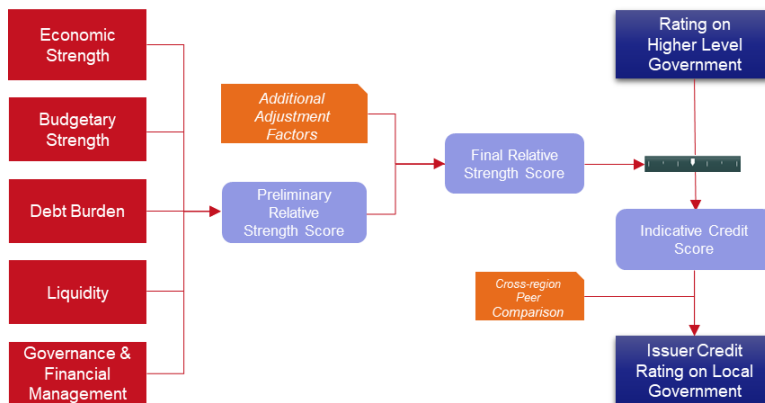 Economic
Strength
Budgetary
Strength
Debt Burden
Liquidity
Governance &
Financial
Management
Additional
Adjustment
Factors
Preliminary
Relative
Strength Score
Final Relative
Strength Score
Rating on
Higher Level
Government
Indicative Credit
Score
Cross-region
Peer
Comparison
Issuer Credit
Rating on Local
Government